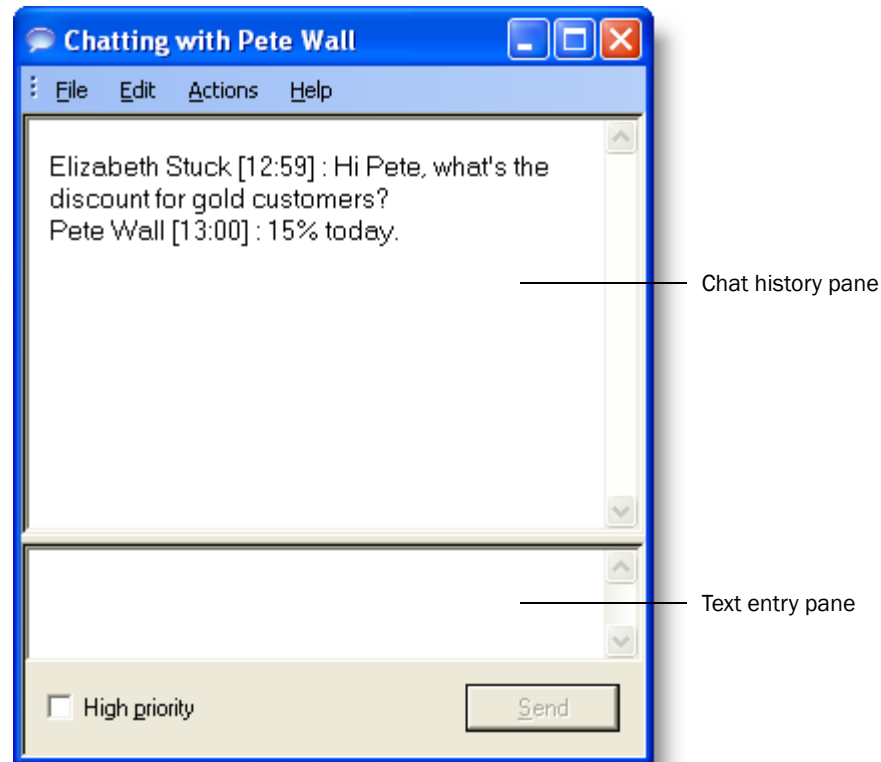 Chatting with Pete Wall
File Edit Actions Help
Elizabeth Stuck [12:59] : Hi Pete, what's the
discount for gold customers?
Pete Wall [13:00] : 15% today.
Chat history pane
Text entry pane
High priority
Send